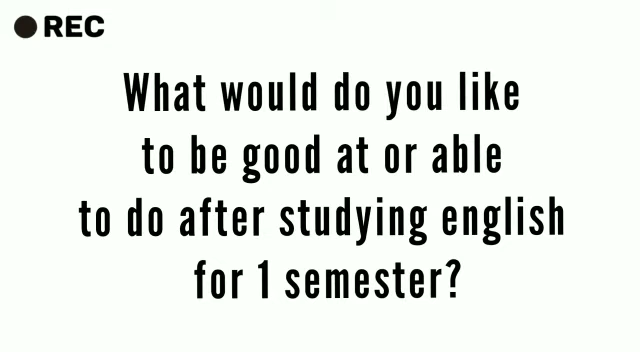 REC
What would do you like
to be good at or able
to do after studying english
for 1 semester?